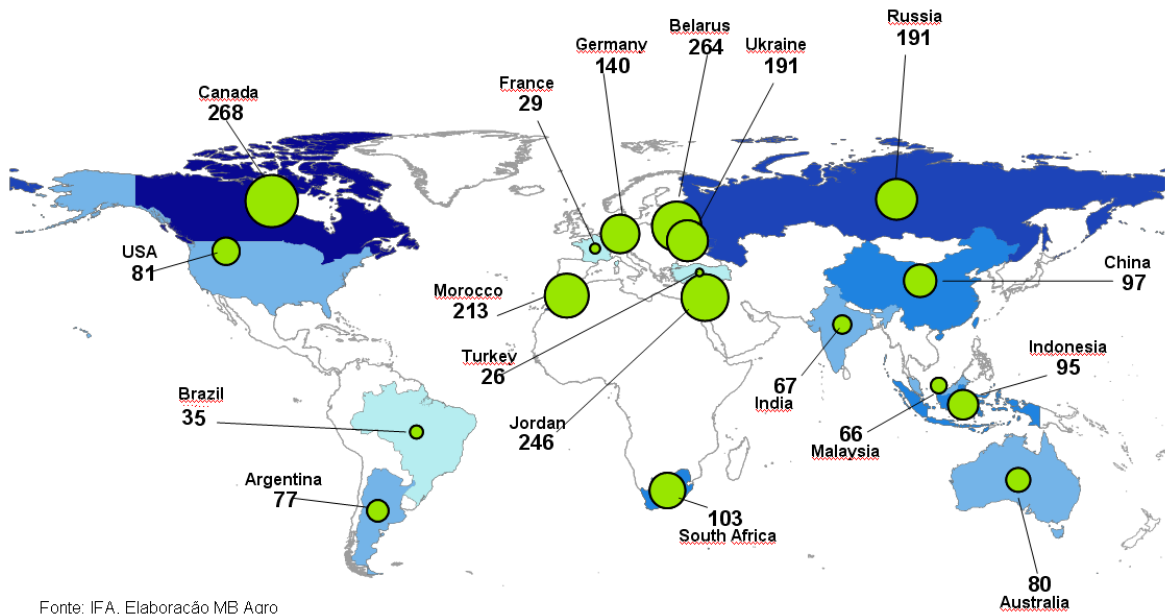 Russia
191
Belarus
264
Germany
140
Ukraine
191
France
29
Canada
268
USA
81
China
97
Morocco
213
Turkey
26
Indonesia
95
67
India
Brazil
35
Jordan
246
66
Malaysia
Argentina
77
103
South Africa
80
Australia
Fonte: IFA, Elaboração MB Agro